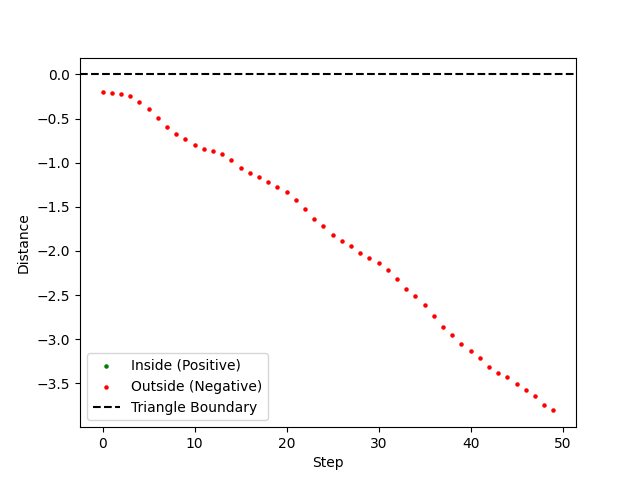 0.0
−0.5
−1.0
−1.5
−2.0
−2.5
−3.0
−3.5
Distance
Inside (Positive)
Outside (Negative)
Triangle Boundary
0 10 20 30 40 50
Step